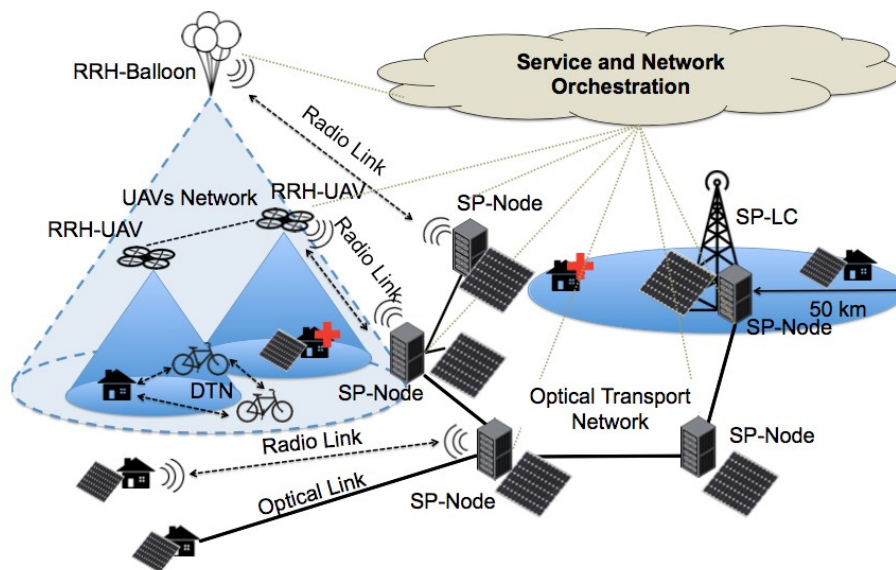 Service and Network
Orchestration
RRH-Balloon
Radio Link
UAVs Network
RRH-UAV
RRH-UAV
Radio Link
SP-Node
SP-LC
50 km
SP-Node
SP-Node
DTN
Optical Transport
Network
Radio Link
SP-Node
Optical Link
SP-Node